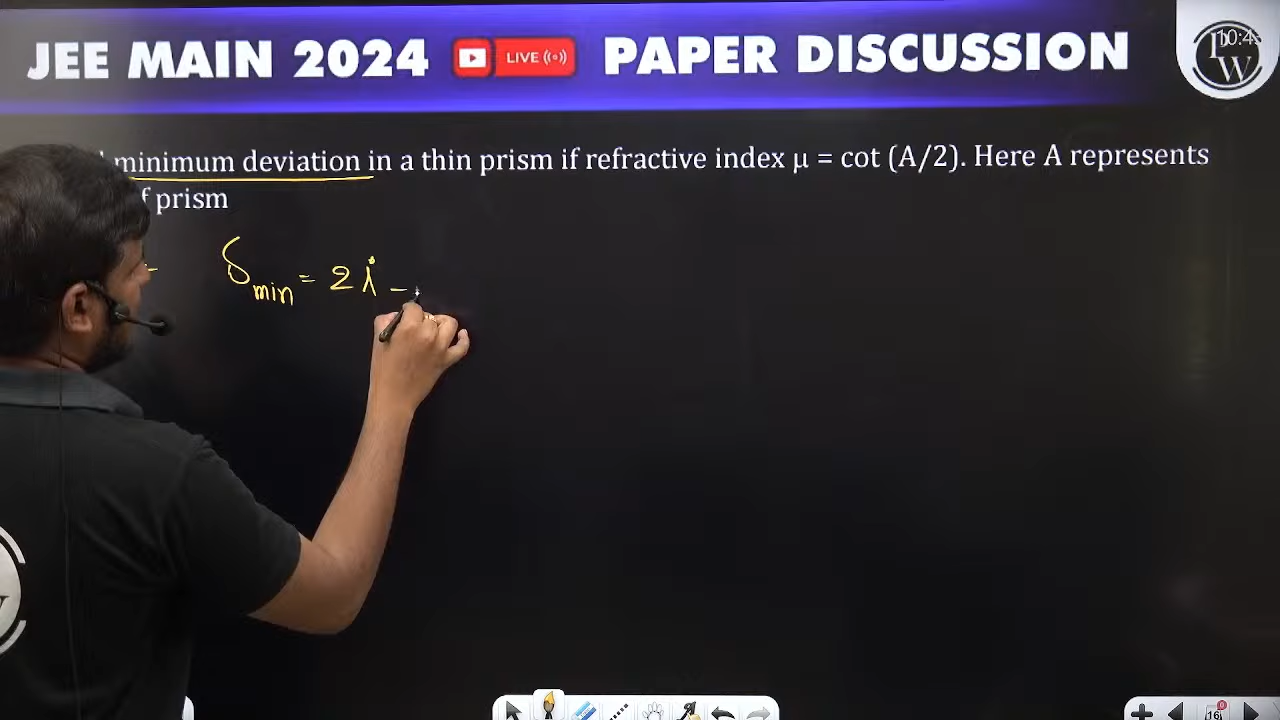 JEE MAIN 2024 LIVE PAPER DISCUSSION
minimum deviation in a thin prism if refractive index μ = cot (A/2). Here A represents
f prism
δmin = 2i -
W
16